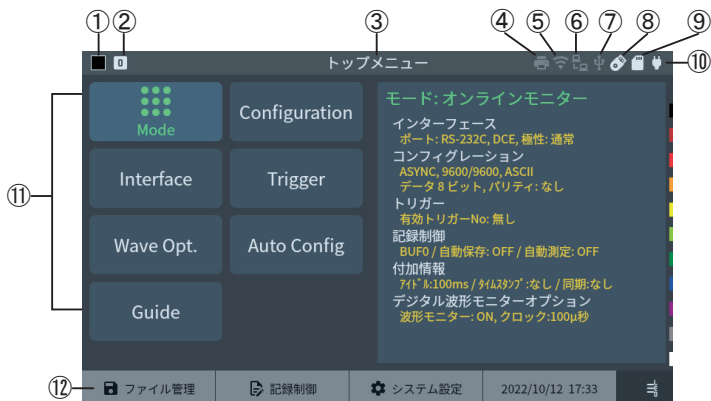 ① ② ③ ④ ⑤ ⑥ ⑦ ⑧ ⑨
0 トップメニュー ⑩
Mode
Configuration
Interface
Trigger
⑪
Wave Opt.
Auto Config
Guide
モード: オンラインモニター
インターフェース
ポート: RS-232C, DCE, 極性: 通常
コンフィグレーション
ASYNC, 9600/9600, ASCII
データ 8 ビット, パリティ: なし
トリガー
有効トリガーNo: 無し
記録制御
BUF0 / 自動保存: OFF / 自動測定: OFF
付加情報
ｱｲﾄﾞﾙ:100ms / ﾀｲﾑｽﾀﾝﾌﾟ:なし / 同期:なし
デジタル波形モニターオプション
波形モニター: ON, クロック:100μ秒
⑫ ファイル管理 記録制御 システム設定 2022/10/12 17:33